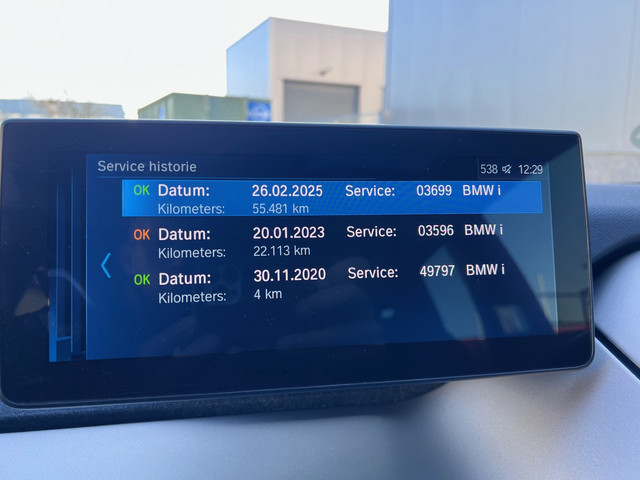 Service historie 538 12:29
OK Datum: 26.02.2025 Service: 03699 BMW i
Kilometers: 55.481 km
OK Datum: 20.01.2023 Service: 03596 BMW i
Kilometers: 22.113 km
OK Datum: 30.11.2020 Service: 49797 BMW i
Kilometers: 4 km